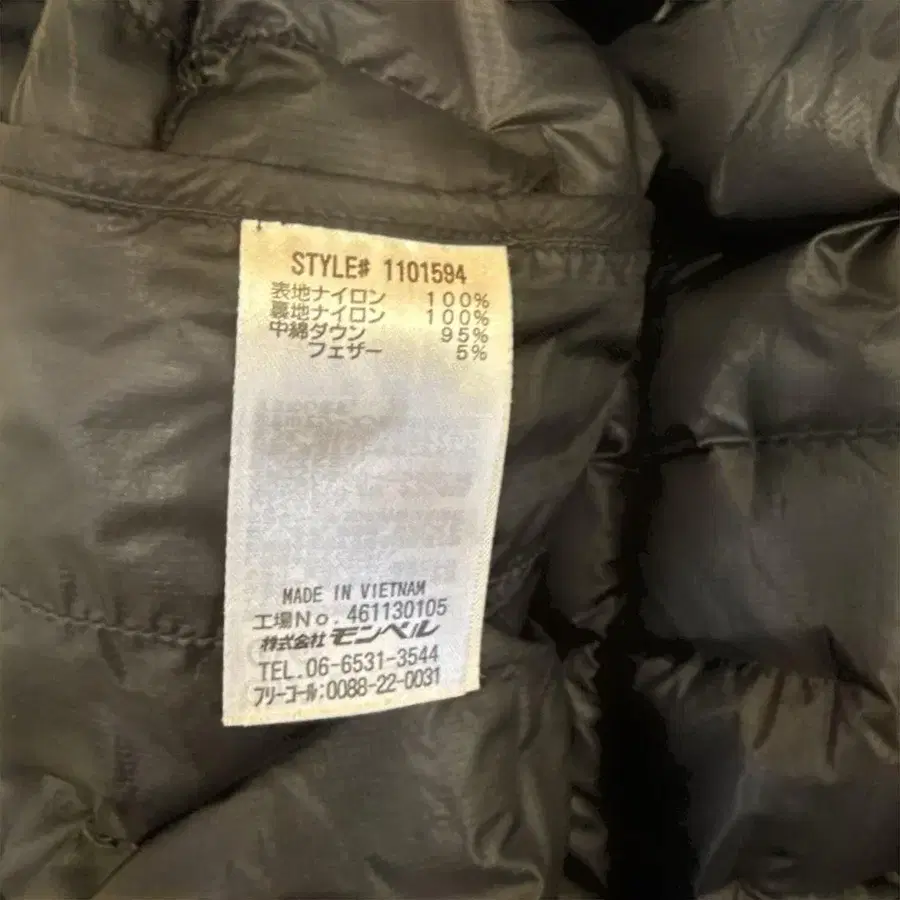 STYLE# 1101594
表地ナイロン 100%
裏地ナイロン 100%
中綿ダウン 95%
フェザー 5%
MADE IN VIETNAM
工場No. 461130105
株式会社モンベル
TEL.06-6531-3544
フリーコール:0088-22-0031